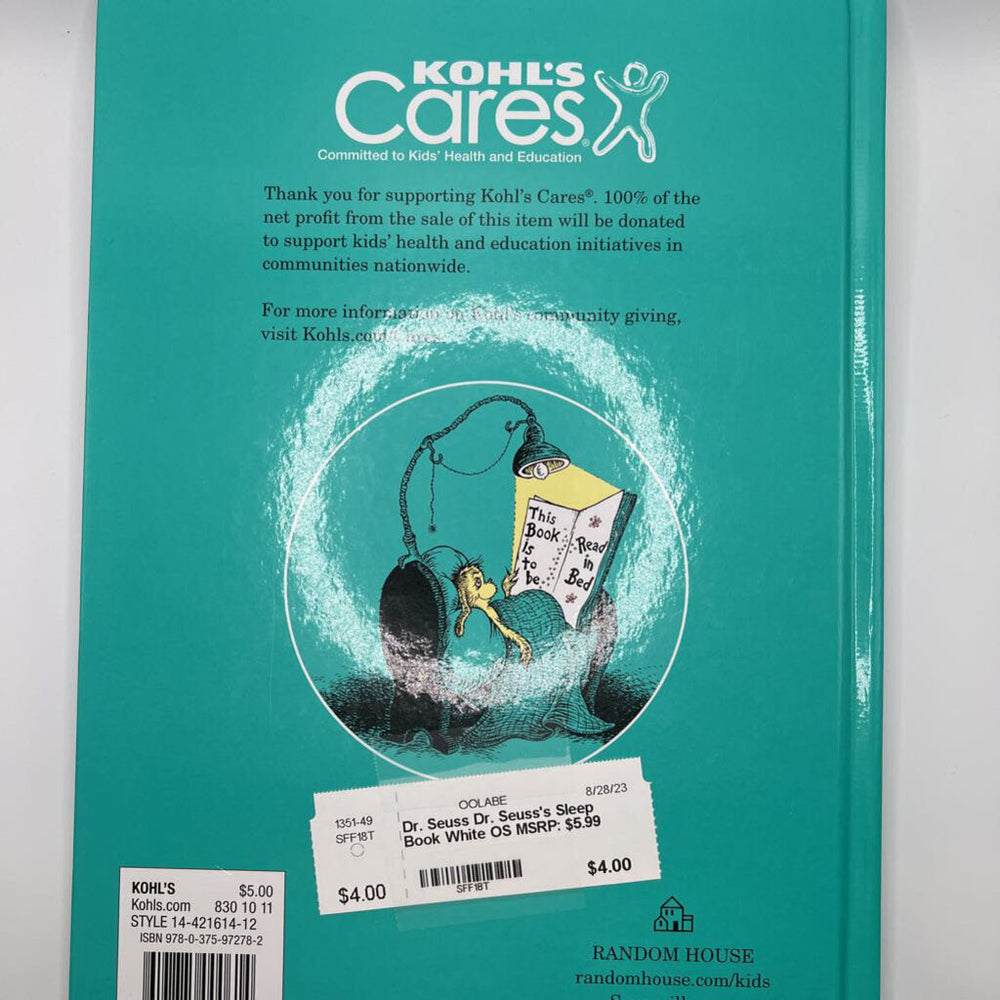 KOHL'S
Cares®
Committed to Kids' Health and Education
Thank you for supporting Kohl's Cares®. 100% of the
net profit from the sale of this item will be donated
to support kids' health and education initiatives in
communities nationwide.
For more information on Kohl's community giving,
visit Kohls.com/Cares.
This
Book
is
to
be
Read
in
Bed
1351-49
SFF18T
$4.00
OOLABE
8/28/23
Dr. Seuss Dr. Seuss's Sleep
Book White OS MSRP: $5.99
SFF18T
$4.00
KOHL'S $5.00
Kohls.com 830 10 11
STYLE 14-421614-12
ISBN 978-0-375-97278-2
RANDOM HOUSE
randomhouse.com/kids